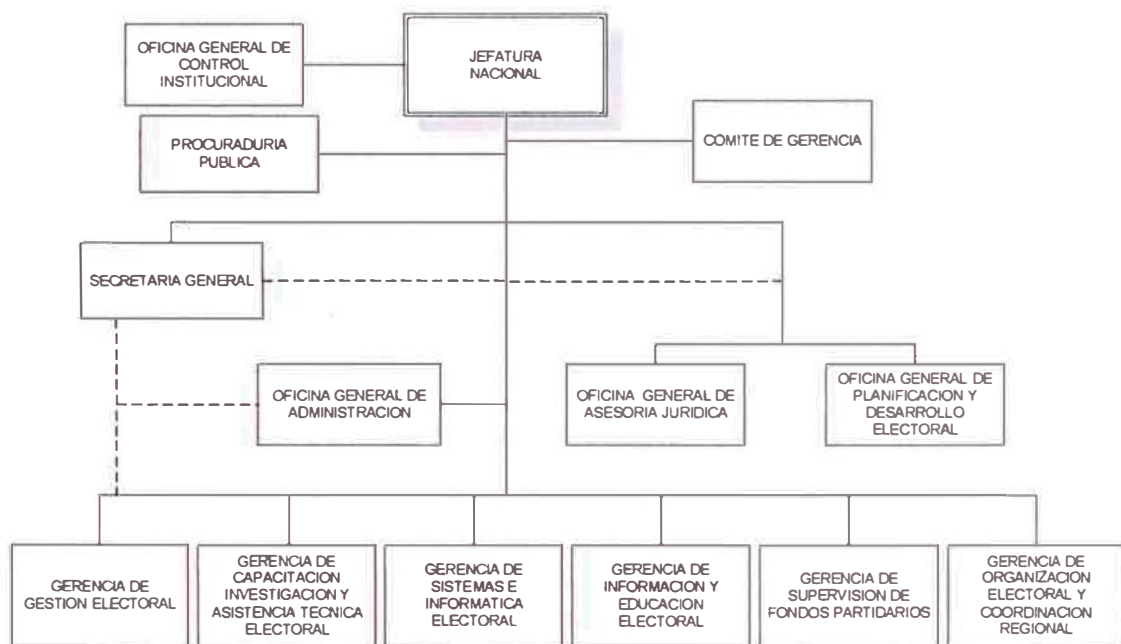 OFICINA GENERAL DE
CONTROL
INSTITUCIONAL
JEFATURA
NACIONAL
PROCURADURIA
PUBLICA
COMITE DE GERENCIA
SECRETARIA GENERAL
OFICINA GENERAL DE
ADMINISTRACION
OFICINA GENERAL DE
ASESORIA JURIDICA
OFICINA GENERAL DE
PLANIFICACION Y
DESARROLLO
ELECTORAL
GERENCIA DE
GESTION ELECTORAL
GERENCIA DE
CAPACITACION
INVESTIGACION Y
ASISTENCIA TECNICA
ELECTORAL
GERENCIA DE
SISTEMAS E
INFORMATICA
ELECTORAL
GERENCIA DE
INFORMACION Y
EDUCACION
ELECTORAL
GERENCIA DE
SUPERVISION DE
FONDOS PARTIDARIOS
GERENCIA DE
ORGANIZACION
ELECTORAL Y
COORDINACION
REGIONAL